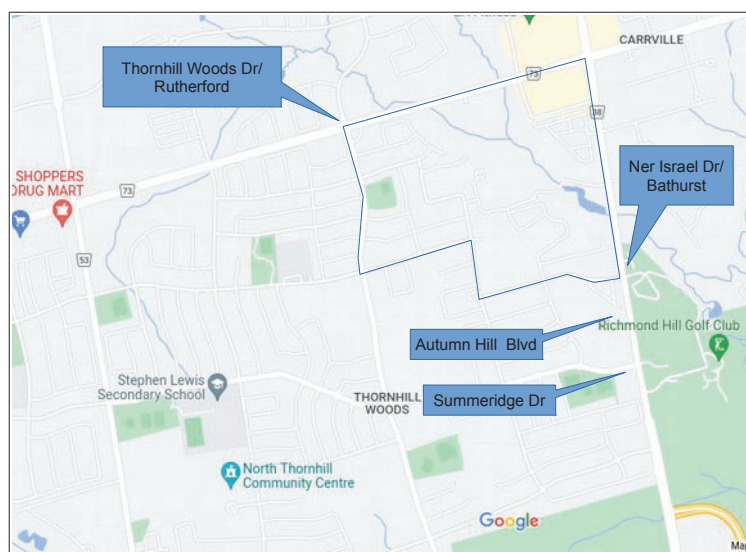 CARRVILLE
73
38
Thornhill Woods Dr/
Rutherford
Ner Israel Dr/
Bathurst
SHOPPERS
DRUG MART
73
53
Autumn Hill Blvd
Richmond Hill Golf Club
Summeridge Dr
Stephen Lewis
Secondary School
THORNHILL
WOODS
North Thornhill
Community Centre
Google
Map